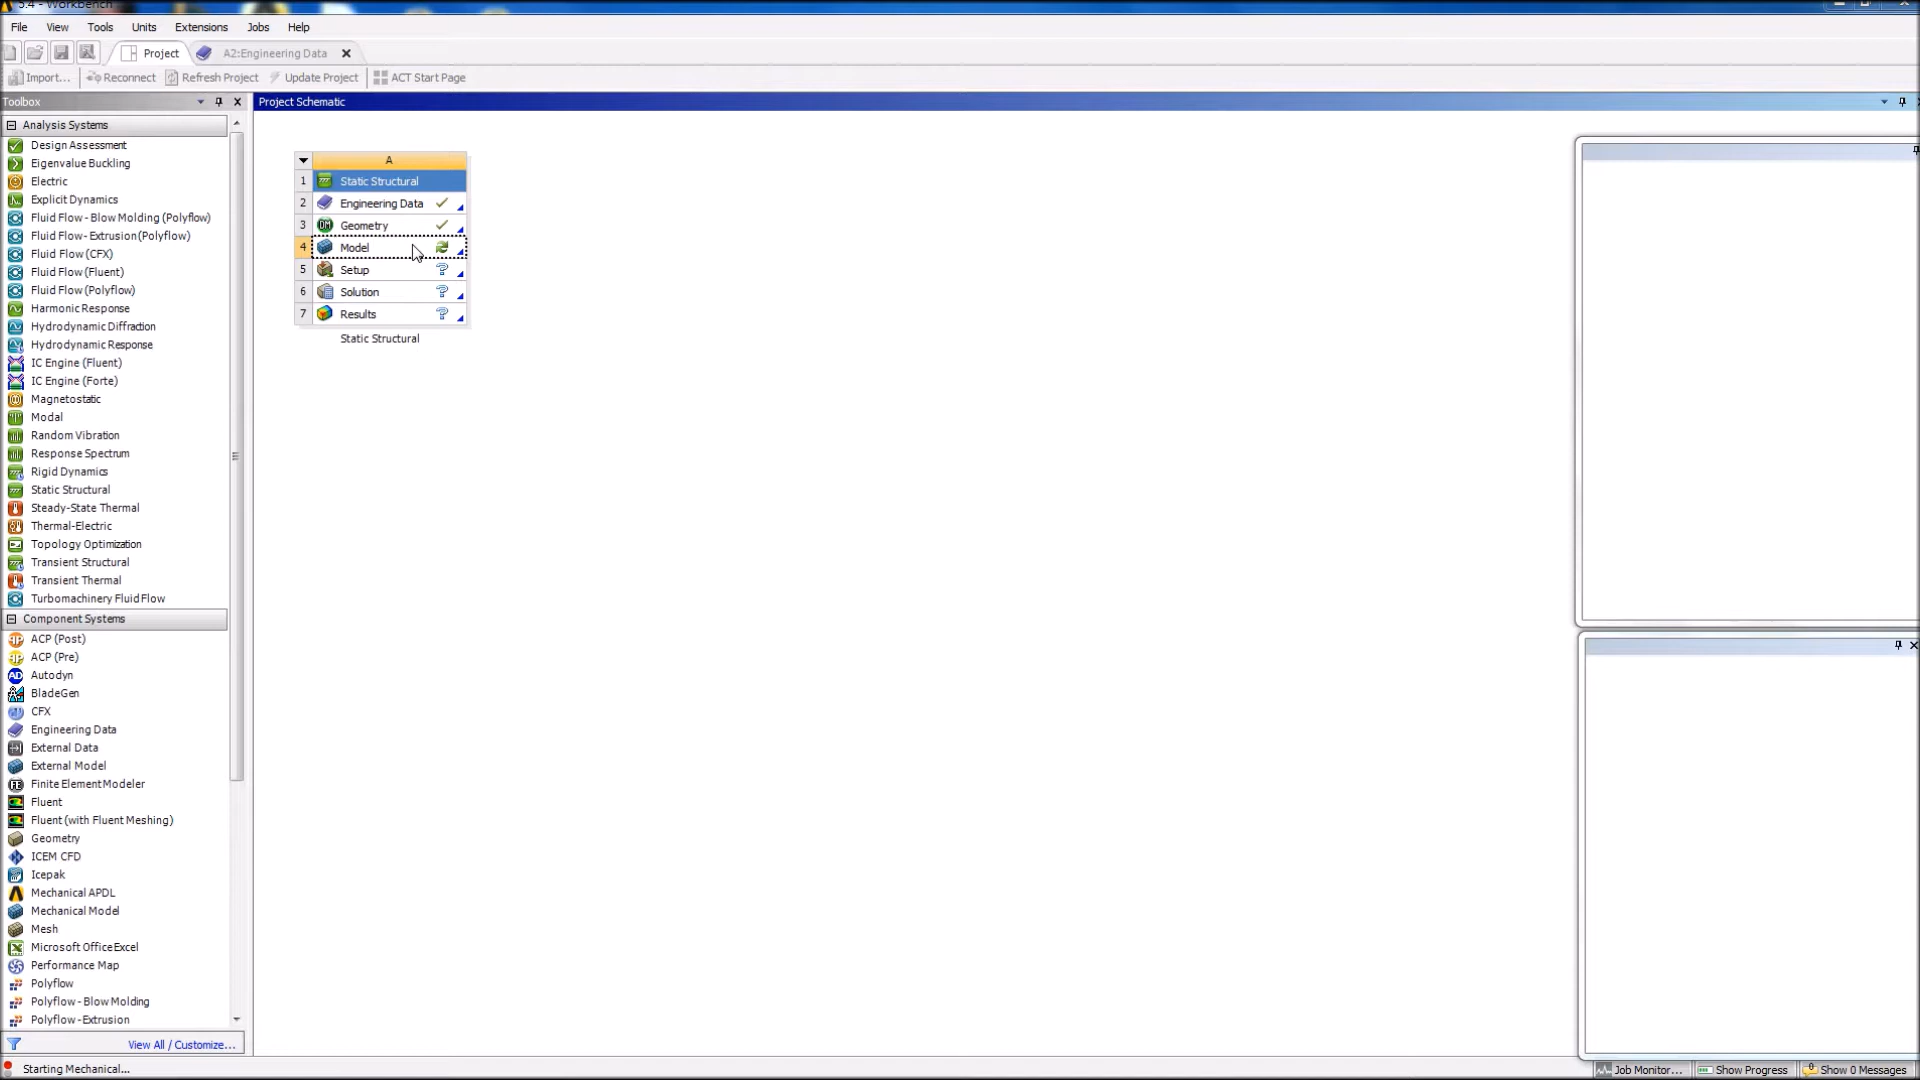 5.4 - Workbench
File View Tools Units Extensions Jobs Help
Project A2:Engineering Data
Import... Reconnect Refresh Project Update Project ACT Start Page
Toolbox
Project Schematic
Analysis Systems
Design Assessment
Eigenvalue Buckling
Electric
Explicit Dynamics
Fluid Flow - Blow Molding (Polyflow)
Fluid Flow - Extrusion (Polyflow)
Fluid Flow (CFX)
Fluid Flow (Fluent)
Fluid Flow (Polyflow)
Harmonic Response
Hydrodynamic Diffraction
Hydrodynamic Response
IC Engine (Fluent)
IC Engine (Forte)
Magnetostatic
Modal
Random Vibration
Response Spectrum
Rigid Dynamics
Static Structural
Steady-State Thermal
Thermal-Electric
Topology Optimization
Transient Structural
Transient Thermal
Turbomachinery Fluid Flow
Component Systems
ACP (Post)
ACP (Pre)
Autodyn
BladeGen
CFX
Engineering Data
External Data
External Model
Finite Element Modeler
Fluent
Fluent (with Fluent Meshing)
Geometry
ICEM CFD
Icepak
Mechanical APDL
Mechanical Model
Mesh
Microsoft Office Excel
Performance Map
Polyflow
Polyflow - Blow Molding
Polyflow - Extrusion
View All / Customize...
A
1 Static Structural
2 Engineering Data
3 DM Geometry
4 Model
5 Setup ?
6 Solution ?
7 Results ?
Static Structural
Starting Mechanical...
Job Monitor... Show Progress Show 0 Messages